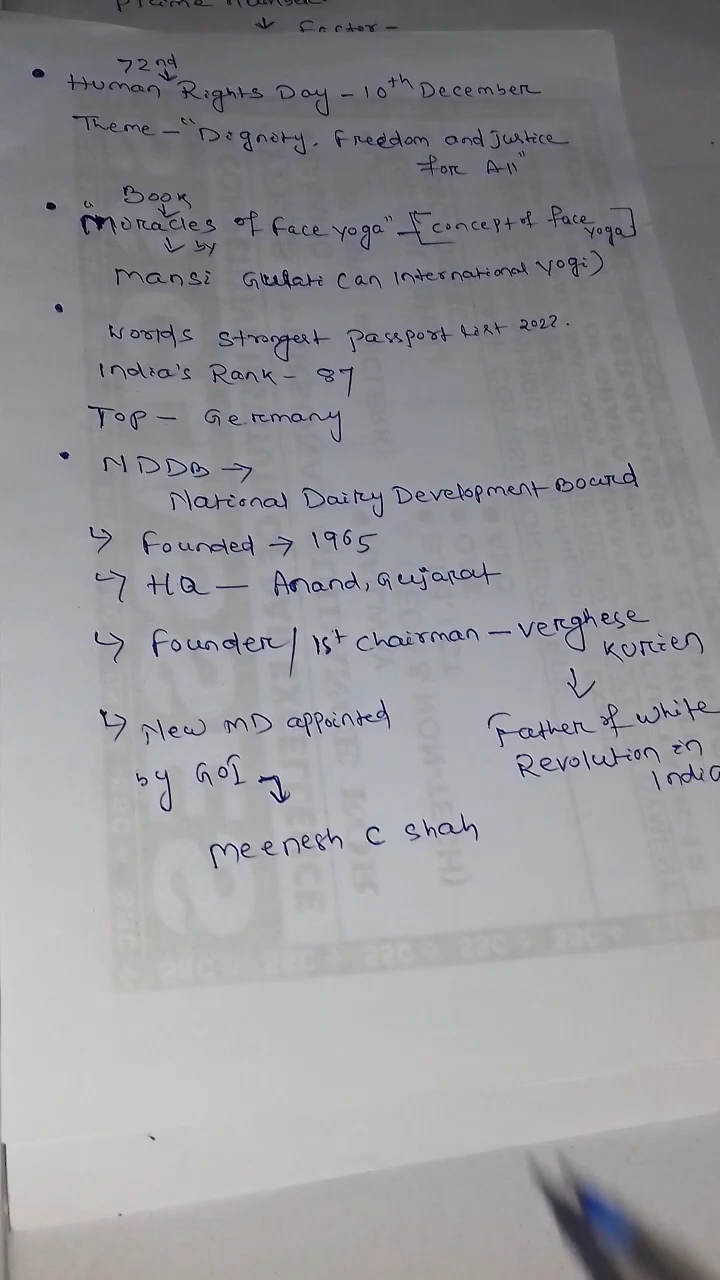 ↓ Factor -
72nd
• Human Rights Day - 10th December
Theme - "Dignity, Freedom and justice
for All"
Book
• "Moracles of Face yoga" - [concept of face
yoga]
↓ by
Mansi Gulati (an International yogi)
• Worlds strongest passport list 2022.
India's Rank - 87
Top - Germany
• NDDB →
National Dairy Development Board
↳ Founded → 1965
↳ HQ - Anand, Gujarat
↳ Founder/1st chairman - verghese
kurien
↓
Father of white
Revolution in
India
↳ New MD appointed
by GOI ↴
Meenesh C shah